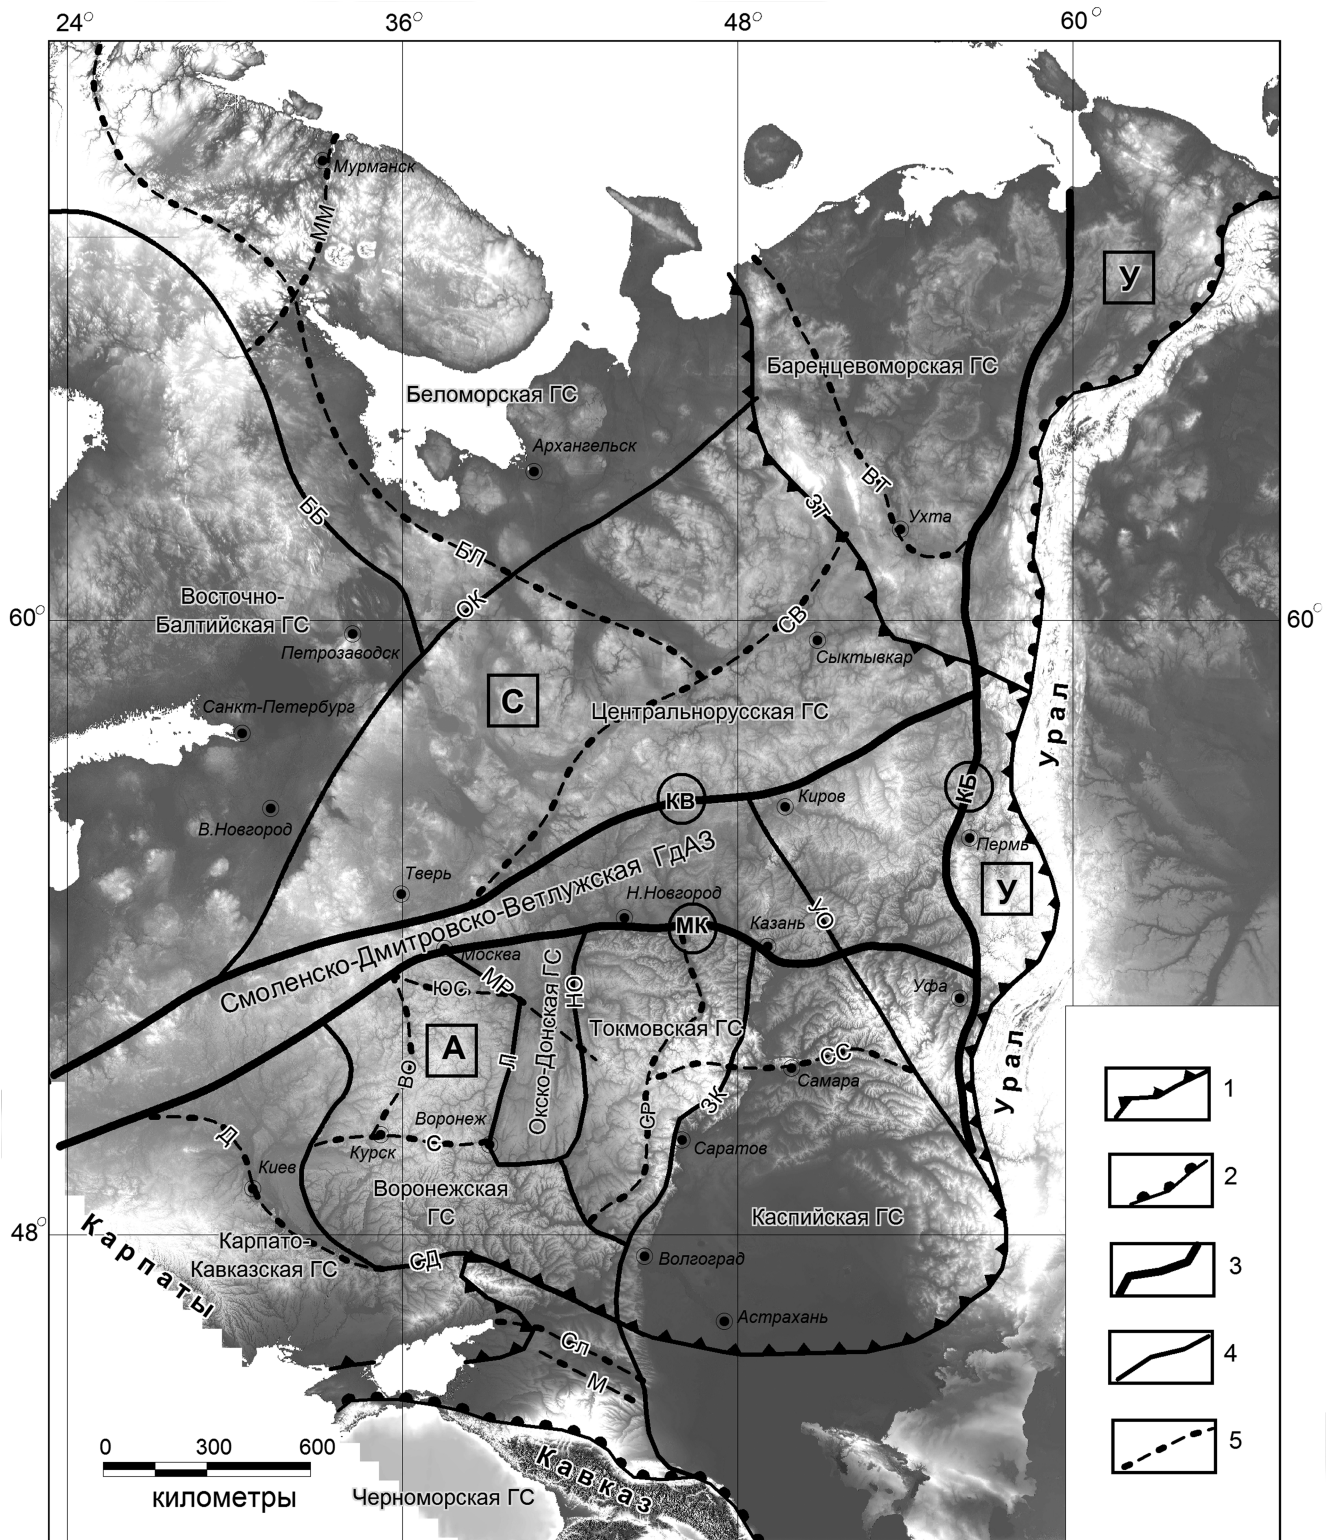 24°
36°
48°
60°
Мурманск
ММ
У
Баренцевоморская ГС
Беломорская ГС
Архангельск
ВТ
ББ
ЗТ
Ухта
БЛ
60°
Восточно-
Балтийская ГС
ОК
СВ
60°
Петрозаводск
Сыктывкар
Санкт-Петербург
С
Центральнорусская ГС
Урал
КВ
КБ
Киров
В.Новгород
Пермь
Тверь
Смоленско-Дмитровско-Ветлужская ГдАЗ
Н.Новгород
У
МК
Казань
УО
Москва
МР
ЮС
НО
Уфа
Окско-Донская ГС
Токмовская ГС
А
Л
ВО
СС
Самара
Урал
ЗК
СР
Воронеж
Д
Курск
С
Саратов
Киев
Воронежская
ГС
Каспийская ГС
48°
Карпаты
Карпато-
Кавказская ГС
СД
Волгоград
Астрахань
Сл
М
0 300 600
километры
Черноморская ГС
Кавказ
1
2
3
4
5